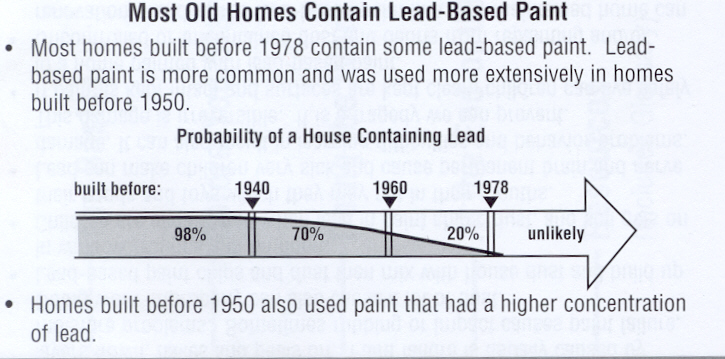 Most Old Homes Contain Lead-Based Paint
• Most homes built before 1978 contain some lead-based paint. Lead-
based paint is more common and was used more extensively in homes
built before 1950.
Probability of a House Containing Lead
built before: 1940 1960 1978
98% 70% 20% unlikely
• Homes built before 1950 also used paint that had a higher concentration
of lead.